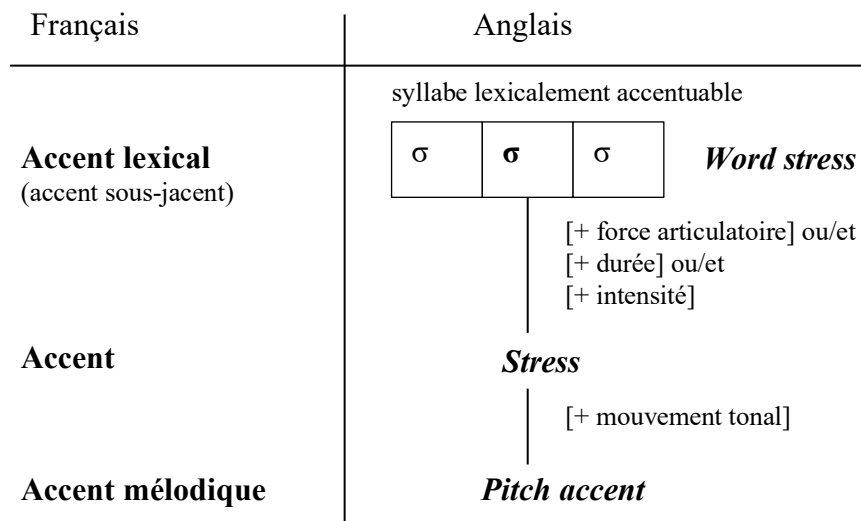 Français Anglais
syllabe lexicalement accentuable
Accent lexical σ σ σ Word stress
(accent sous-jacent)
[+ force articulatoire] ou/et
[+ durée] ou/et
[+ intensité]
Accent Stress
[+ mouvement tonal]
Accent mélodique Pitch accent